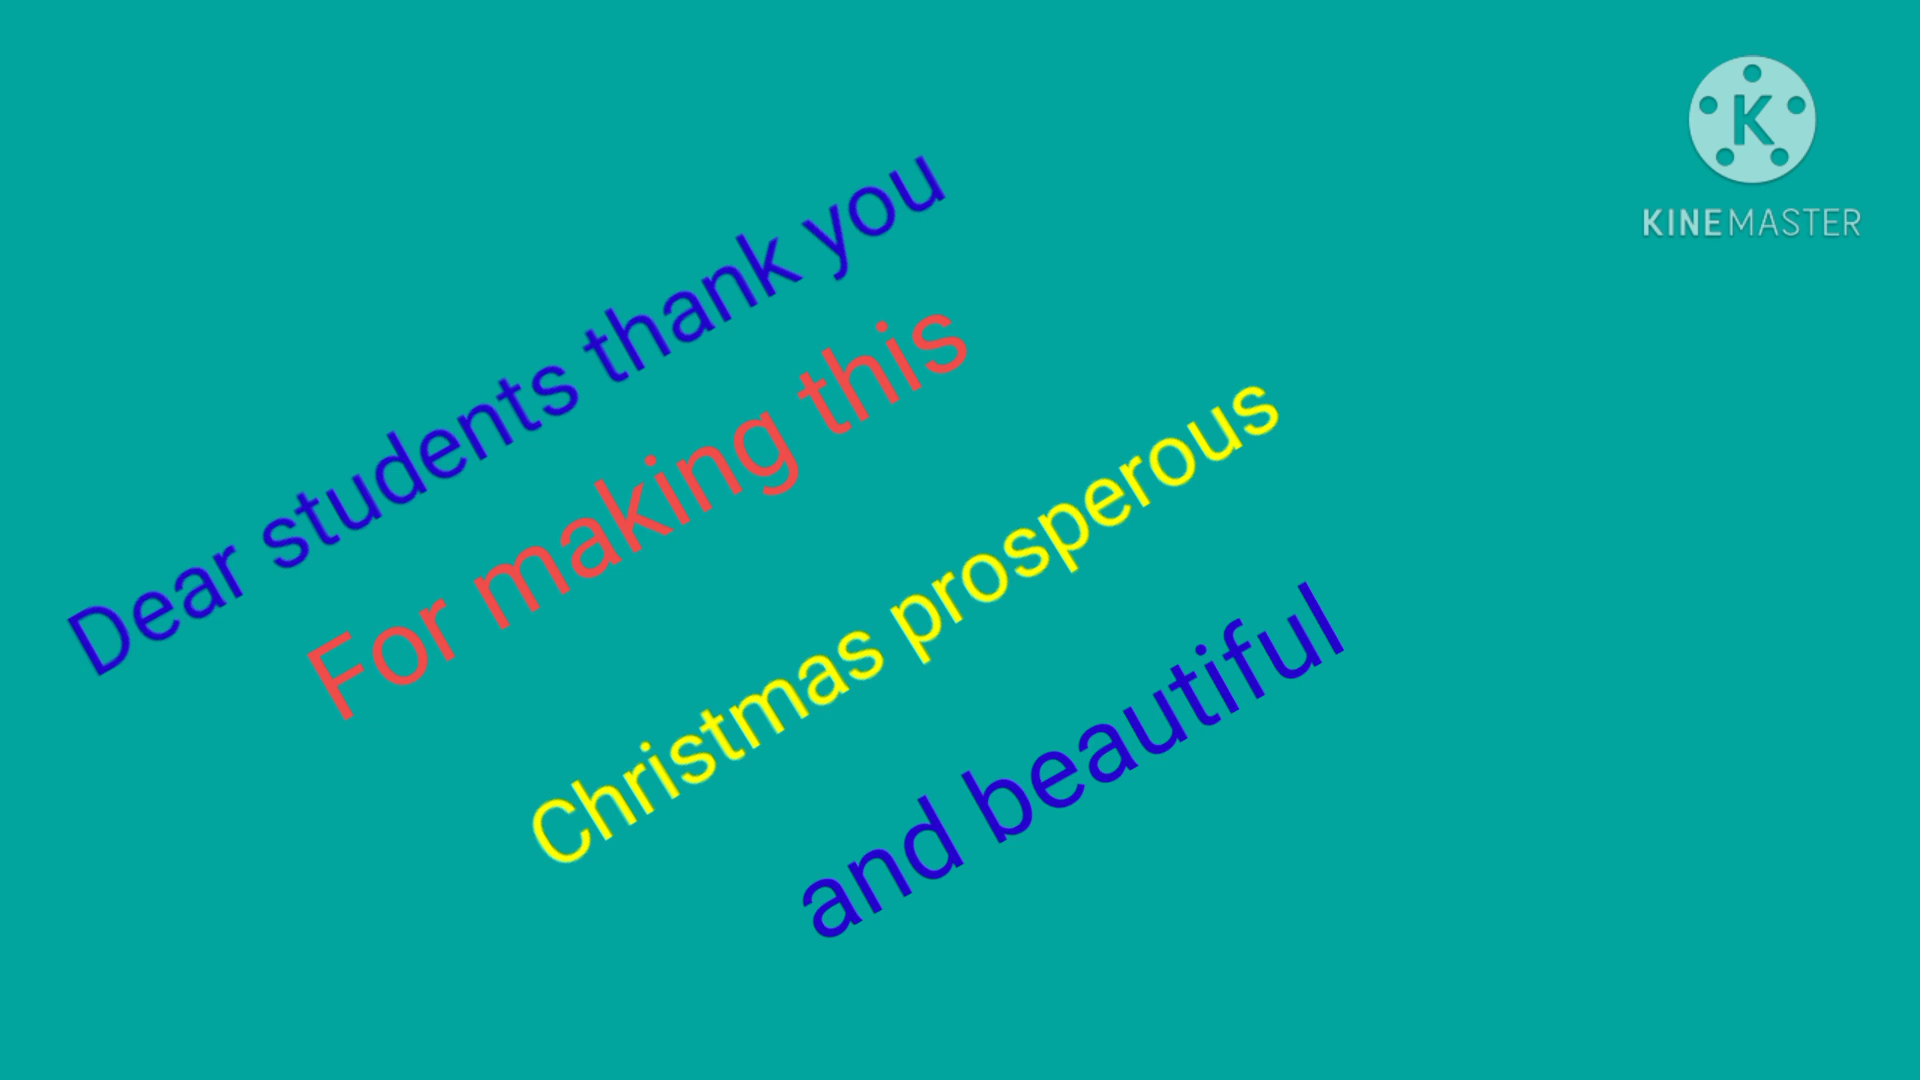 Dear students thank you
For making this
Christmas prosperous
and beautiful
K
KINEMASTER